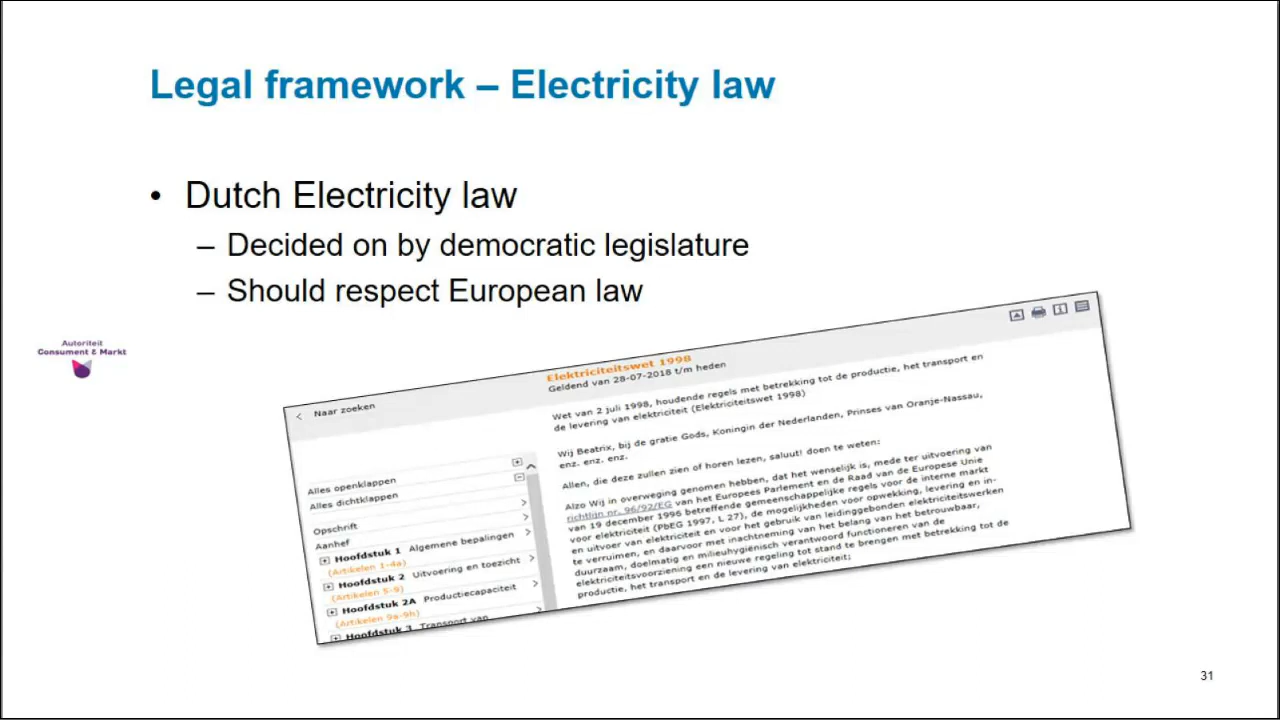 Legal framework – Electricity law
• Dutch Electricity law
– Decided on by democratic legislature
– Should respect European law
Autoriteit
Consument & Markt
< Naar zoeken
Elektriciteitswet 1998
Geldend van 28-07-2018 t/m heden
Wet van 2 juli 1998, houdende regels met betrekking tot de productie, het transport en
de levering van elektriciteit (Elektriciteitswet 1998)
Wij Beatrix, bij de gratie Gods, Koningin der Nederlanden, Prinses van Oranje-Nassau,
enz. enz. enz.
Allen, die deze zullen zien of horen lezen, saluut! doen te weten:
Alzo Wij in overweging genomen hebben, dat het wenselijk is, mede ter uitvoering van
richtlijn nr. 96/92/EG van het Europees Parlement en de Raad van de Europese Unie
van 19 december 1996 betreffende gemeenschappelijke regels voor de interne markt
voor elektriciteit (PbEG 1997, L 27), de mogelijkheden voor opwekking, levering en in-
en uitvoer van elektriciteit en voor het gebruik van leidinggebonden elektriciteitswerken
te verruimen, en daarvoor met inachtneming van het belang van het betrouwbaar,
duurzaam, doelmatig en milieuhygiënisch verantwoord functioneren van de
elektriciteitsvoorziening een nieuwe regeling tot stand te brengen met betrekking tot de
productie, het transport en de levering van elektriciteit;
Alles openklappen
Alles dichtklappen
Opschrift
Aanhef
Hoofdstuk 1 Algemene bepalingen
(Artikelen 1-4a)
Hoofdstuk 2 Uitvoering en toezicht
(Artikelen 5-9)
Hoofdstuk 2A Productiecapaciteit
(Artikelen 9a-9h)
Hoofdstuk 3 Transport van
31